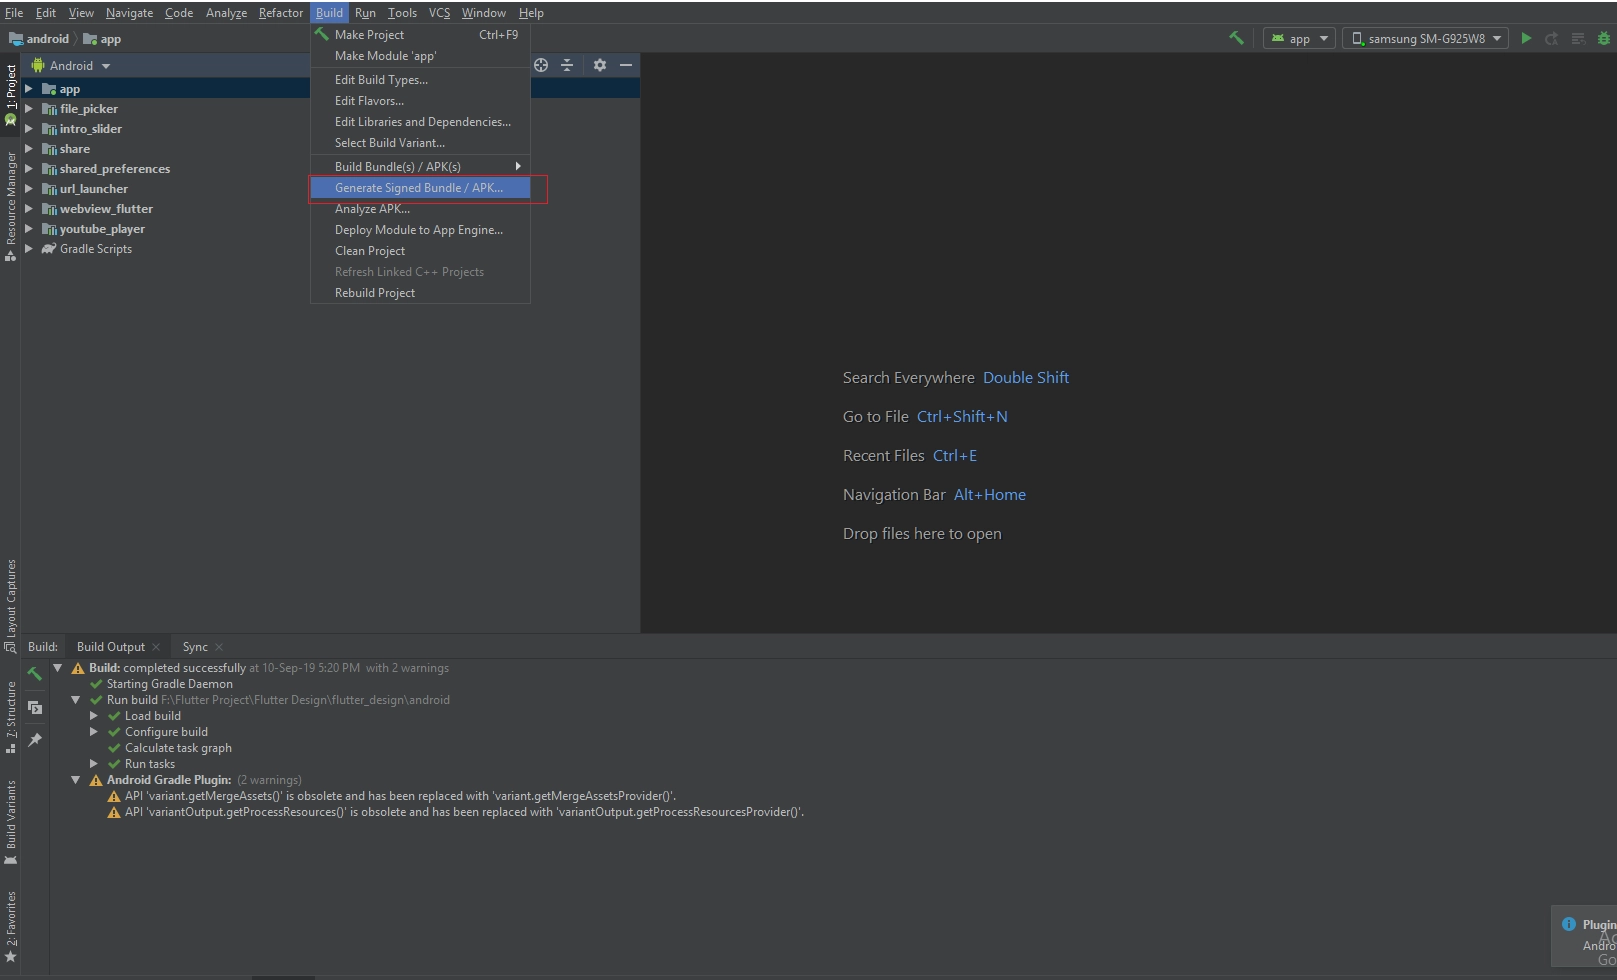 File Edit View Navigate Code Analyze Refactor Build Run Tools VCS Window Help
android app
app samsung SM-G925W8
Android
1: Project
Resource Manager
Layout Captures
7: Structure
Build Variants
2: Favorites
app
file_picker
intro_slider
share
shared_preferences
url_launcher
webview_flutter
youtube_player
Gradle Scripts
Make Project Ctrl+F9
Make Module 'app'
Edit Build Types...
Edit Flavors...
Edit Libraries and Dependencies...
Select Build Variant...
Build Bundle(s) / APK(s)
Generate Signed Bundle / APK...
Analyze APK...
Deploy Module to App Engine...
Clean Project
Refresh Linked C++ Projects
Rebuild Project
Search Everywhere Double Shift
Go to File Ctrl+Shift+N
Recent Files Ctrl+E
Navigation Bar Alt+Home
Drop files here to open
Build: Build Output Sync
Build: completed successfully at 10-Sep-19 5:20 PM with 2 warnings
Starting Gradle Daemon
Run build F:\Flutter Project\Flutter Design\flutter_design\android
Load build
Configure build
Calculate task graph
Run tasks
Android Gradle Plugin: (2 warnings)
API 'variant.getMergeAssets()' is obsolete and has been replaced with 'variant.getMergeAssetsProvider()'.
API 'variantOutput.getProcessResources()' is obsolete and has been replaced with 'variantOutput.getProcessResourcesProvider()'.
Plugin
Andro
Go